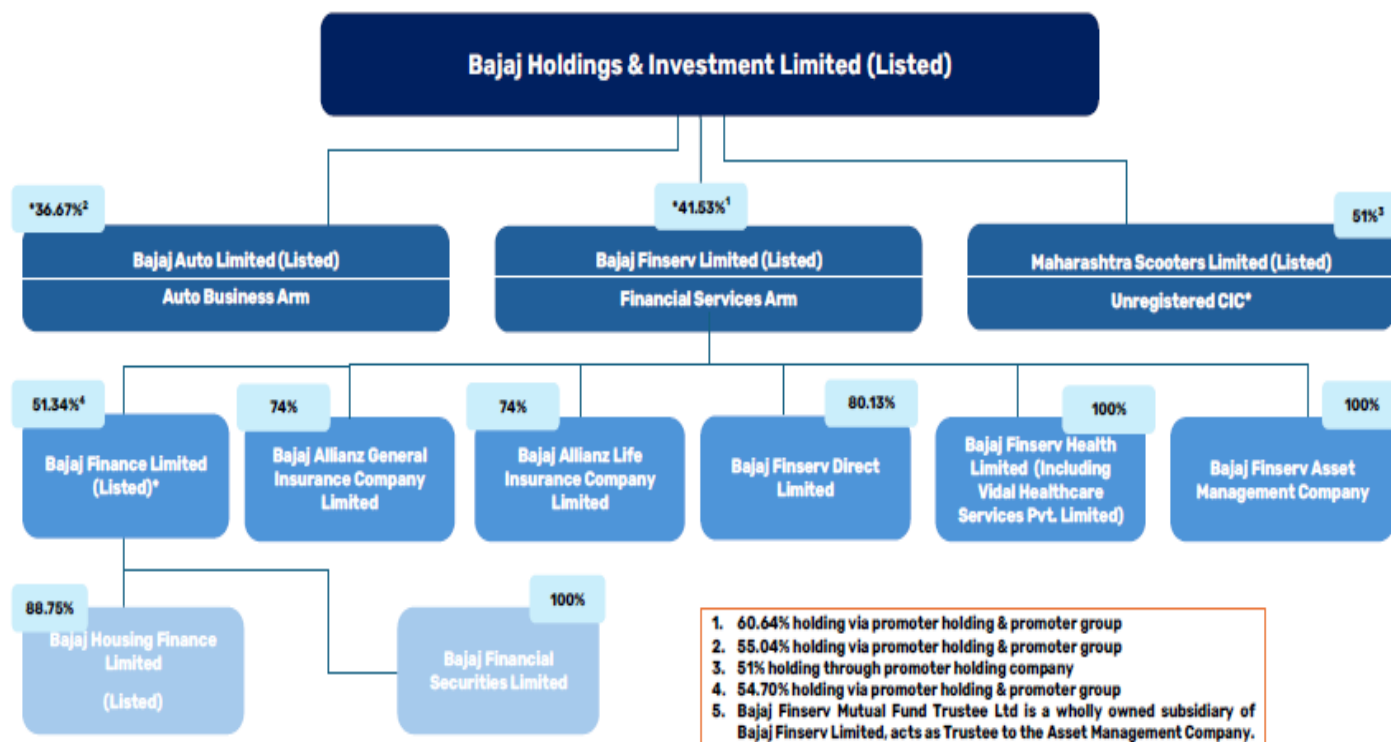 Bajaj Holdings & Investment Limited (Listed)
*36.67%²
*41.53%¹
51%³
Bajaj Auto Limited (Listed)
Auto Business Arm
Bajaj Finserv Limited (Listed)
Financial Services Arm
Maharashtra Scooters Limited (Listed)
Unregistered CIC*
51.34%⁴
74%
74%
80.13%
100%
100%
Bajaj Finance Limited
(Listed)*
Bajaj Allianz General
Insurance Company
Limited
Bajaj Allianz Life
Insurance Company
Limited
Bajaj Finserv Direct
Limited
Bajaj Finserv Health
Limited (Including
Vidal Healthcare
Services Pvt. Limited)
Bajaj Finserv Asset
Management Company
88.75%
100%
Bajaj Housing Finance
Limited
(Listed)
Bajaj Financial
Securities Limited
1. 60.64% holding via promoter holding & promoter group
2. 55.04% holding via promoter holding & promoter group
3. 51% holding through promoter holding company
4. 54.70% holding via promoter holding & promoter group
5. Bajaj Finserv Mutual Fund Trustee Ltd is a wholly owned subsidiary of
Bajaj Finserv Limited, acts as Trustee to the Asset Management Company.